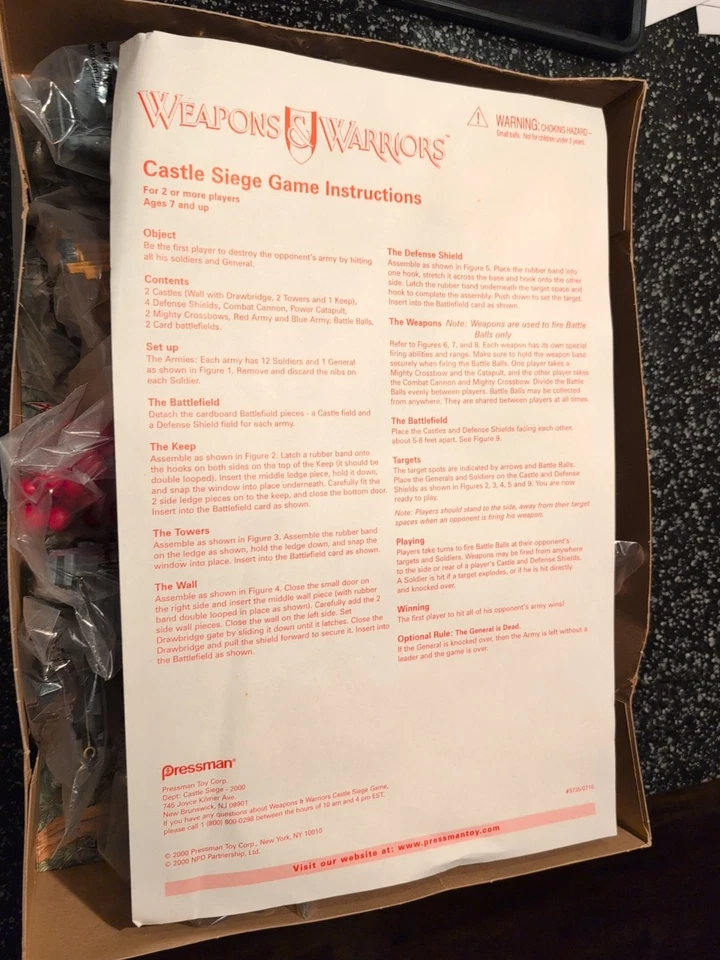 WEAPONS & WARRIORS™
Castle Siege Game Instructions
For 2 or more players
Ages 7 and up
WARNING: CHOKING HAZARD –
Small balls. Not for children under 3 years.
Object
Be the first player to destroy the opponent's army by hitting
all his soldiers and General.
Contents
2 Castles (Wall with Drawbridge, 2 Towers and 1 Keep),
4 Defense Shields, Combat Cannon, Power Catapult,
2 Mighty Crossbows, Red Army and Blue Army, Battle Balls,
2 Card battlefields.
Set up
The Armies: Each army has 12 Soldiers and 1 General
as shown in Figure 1. Remove and discard the ribs on
each Soldier.
The Battlefield
Detach the cardboard Battlefield pieces - a Castle field and
a Defense Shield field for each army.
The Keep
Assemble as shown in Figure 2. Latch a rubber band onto
the hooks on both sides on the top of the Keep (it should be
double looped). Insert the middle ledge piece, hold it down,
and snap the window into place underneath. Carefully fit the
2 side ledge pieces on to the keep, and close the bottom door.
Insert into the Battlefield card as shown.
The Towers
Assemble as shown in Figure 3. Assemble the rubber band
on the ledge as shown, hold the ledge down, and snap the
window into place. Insert into the Battlefield card as shown.
The Wall
Assemble as shown in Figure 4. Close the small door on
the right side and insert the middle wall piece (with rubber
band double looped in place as shown). Carefully add the 2
side wall pieces. Close the wall on the left side. Set
Drawbridge gate by sliding it down until it latches. Close the
Drawbridge and pull the shield forward to secure it. Insert into
the Battlefield as shown.
The Defense Shield
Assemble as shown in Figure 5. Place the rubber band into
one hook, stretch it across the base and hook onto the other
side. Latch the rubber band underneath the target space and
hook to complete the assembly. Push down to set the target.
Insert into the Battlefield card as shown.
The Weapons Note: Weapons are used to fire Battle
Balls only
Refer to Figures 6, 7, and 8. Each weapon has its own special
firing abilities and range. Make sure to hold the weapon base
securely when firing the Battle Balls. One player takes a
Mighty Crossbow and the Catapult, and the other player takes
the Combat Cannon and Mighty Crossbow. Divide the Battle
Balls evenly between players. Battle Balls may be collected
from anywhere. They are shared between players at all times.
The Battlefield
Place the Castles and Defense Shields facing each other,
about 5-8 feet apart. See Figure 9.
Targets
The target spots are indicated by arrows and Battle Balls.
Place the Generals and Soldiers on the Castle and Defense
Shields as shown in Figures 2, 3, 4, 5 and 9. You are now
ready to play.
Note: Players should stand to the side, away from their target
spaces when an opponent is firing his weapon.
Playing
Players take turns to fire Battle Balls at their opponent's
targets and Soldiers. Weapons may be fired from anywhere
to the side or rear of a player's Castle and Defense Shields.
A Soldier is hit if a target explodes, or if he is hit directly
and knocked over.
Winning
The first player to hit all of his opponent's army wins!
Optional Rule: The General is Dead.
If the General is knocked over, then the Army is left without a
leader and the game is over.
Pressman®
Pressman Toy Corp.
Dept: Castle Siege - 2000
745 Joyce Kilmer Ave.
New Brunswick, NJ 08901
If you have any questions about Weapons & Warriors Castle Siege Game,
please call 1 (800) 800-0298 between the hours of 10 am and 4 pm EST.
© 2000 Pressman Toy Corp., New York, NY 10010
© 2000 NPD Partnership, Ltd.
Visit our website at: www.pressmantoy.com